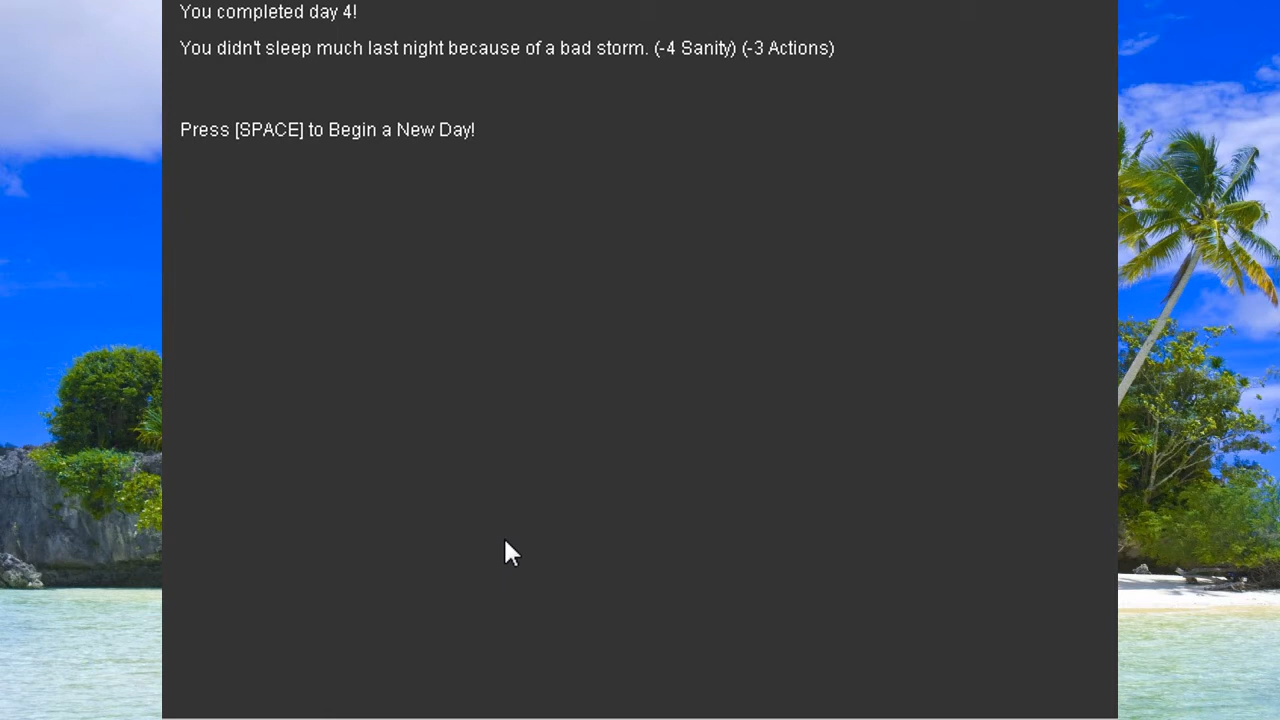 You completed day 4!
You didn't sleep much last night because of a bad storm. (-4 Sanity) (-3 Actions)
Press [SPACE] to Begin a New Day!